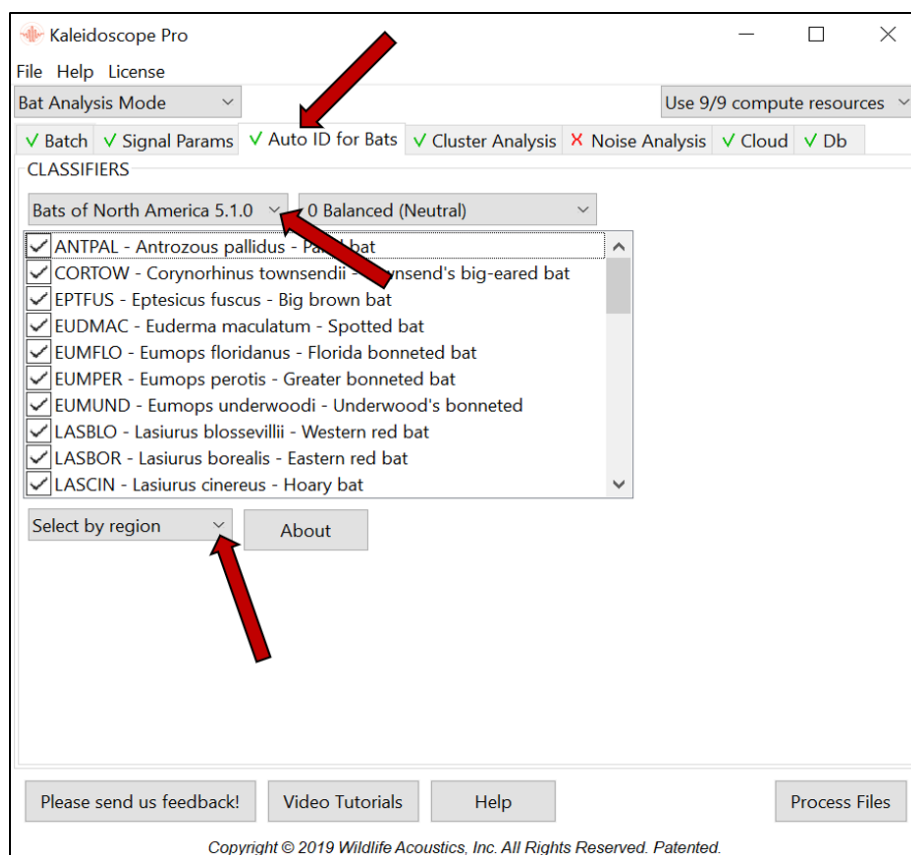 Kaleidoscope Pro
File Help License
Bat Analysis Mode
Use 9/9 compute resources
Batch Signal Params Auto ID for Bats Cluster Analysis Noise Analysis Cloud Db
CLASSIFIERS
Bats of North America 5.1.0 0 Balanced (Neutral)
ANTPAL - Antrozous pallidus - bat
CORTOW - Corynorhinus townsendii - big-eared bat
EPTFUS - Eptesicus fuscus - Big brown bat
EUDMAC - Euderma maculatum - Spotted bat
EUMFLO - Eumops floridanus - Florida bonneted bat
EUMPER - Eumops perotis - Greater bonneted bat
EUMUND - Eumops underwoodi - Underwood's bonneted
LASBLO - Lasiurus blossevillii - Western red bat
LASBOR - Lasiurus borealis - Eastern red bat
LASCIN - Lasiurus cinereus - Hoary bat
Select by region
About
Please send us feedback! Video Tutorials Help Process Files
Copyright © 2019 Wildlife Acoustics, Inc. All Rights Reserved. Patented.